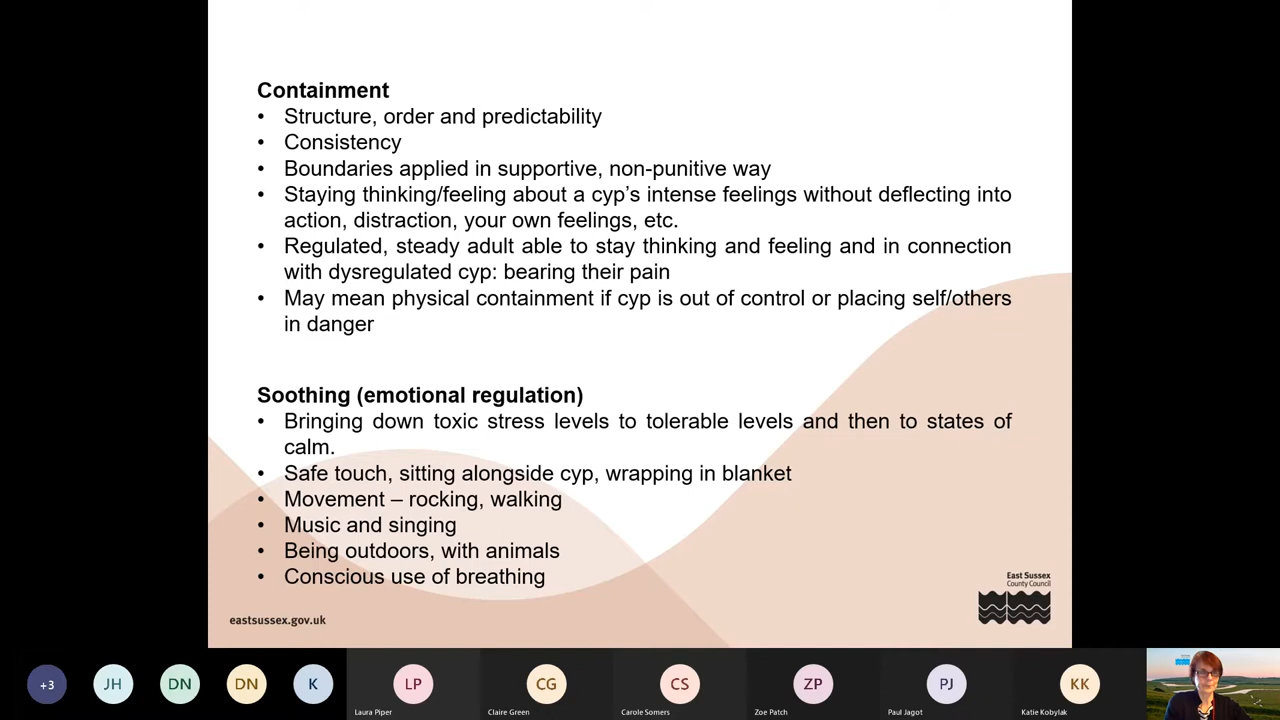 Containment
• Structure, order and predictability
• Consistency
• Boundaries applied in supportive, non-punitive way
• Staying thinking/feeling about a cyp’s intense feelings without deflecting into
action, distraction, your own feelings, etc.
• Regulated, steady adult able to stay thinking and feeling and in connection
with dysregulated cyp: bearing their pain
• May mean physical containment if cyp is out of control or placing self/others
in danger
Soothing (emotional regulation)
• Bringing down toxic stress levels to tolerable levels and then to states of
calm.
• Safe touch, sitting alongside cyp, wrapping in blanket
• Movement – rocking, walking
• Music and singing
• Being outdoors, with animals
• Conscious use of breathing
East Sussex
County Council
eastsussex.gov.uk
+3
JH
DN
DN
K
LP
CG
CS
ZP
PJ
KK
Laura Piper
Claire Green
Carole Somers
Zoe Patch
Paul Jagot
Katie Kobylak